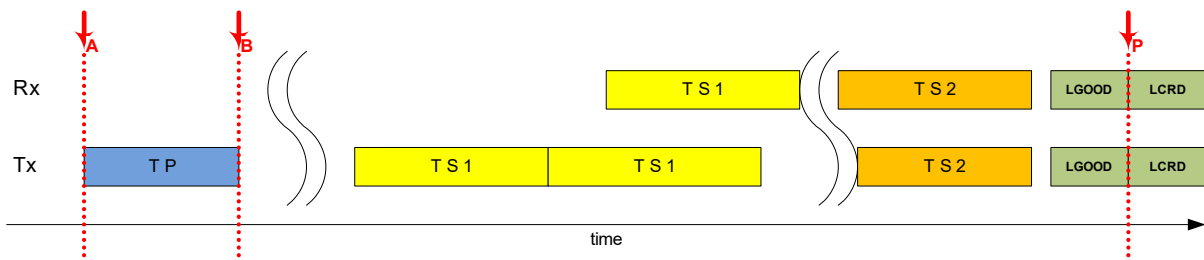 A
B
P
Rx
T S 1
T S 2
LGOOD
LCRD
Tx
T P
T S 1
T S 1
T S 2
LGOOD
LCRD
time